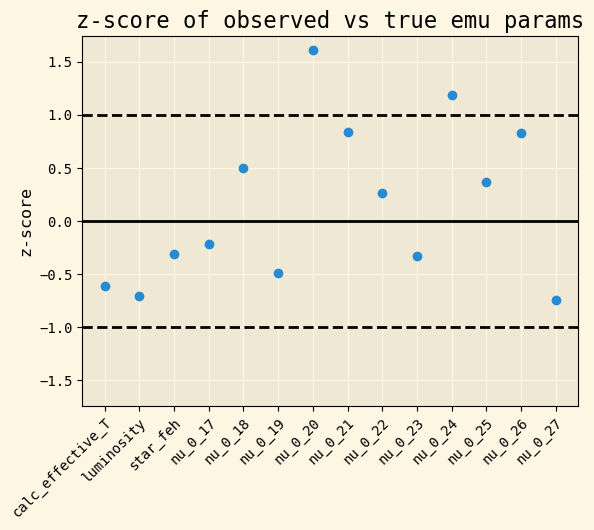 z-score of observed vs true emu params
z-score
1.5
1.0
0.5
0.0
−0.5
−1.0
−1.5
calc_effective_T
luminosity
star_feh
nu_0_17
nu_0_18
nu_0_19
nu_0_20
nu_0_21
nu_0_22
nu_0_23
nu_0_24
nu_0_25
nu_0_26
nu_0_27